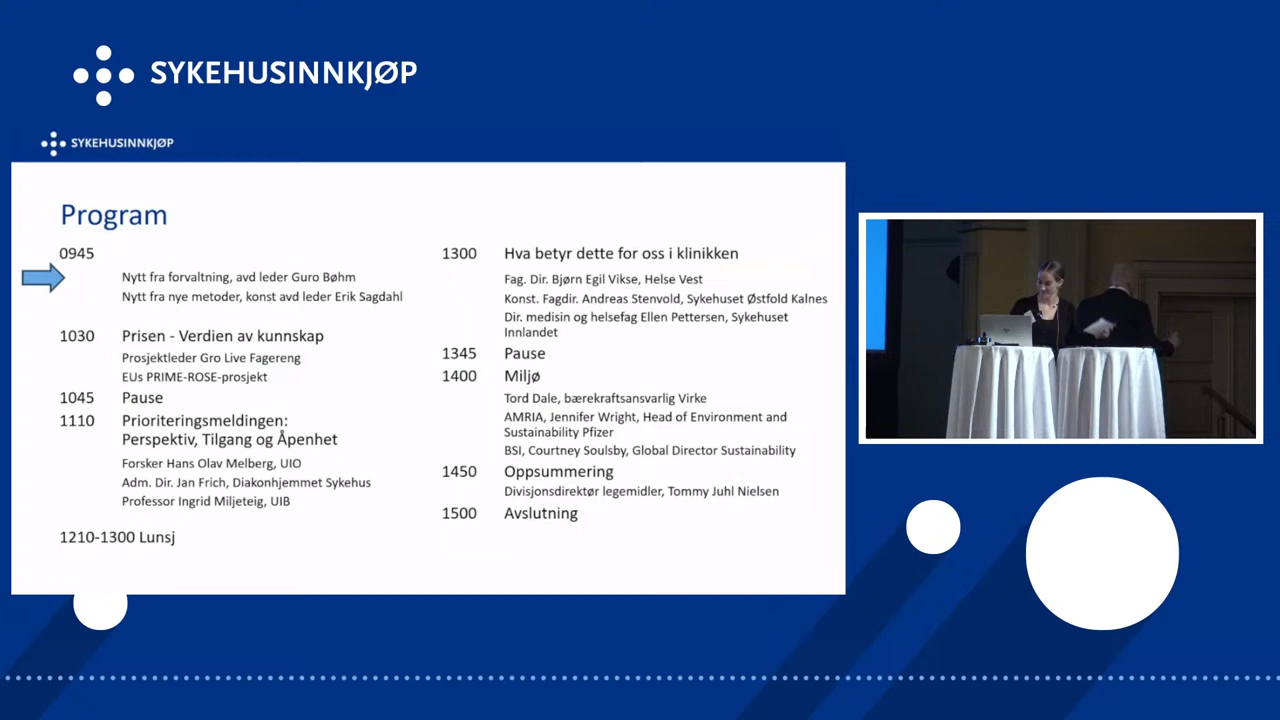 SYKEHUSINNKJØP
SYKEHUSINNKJØP
Program
0945
Nytt fra forvaltning, avd leder Guro Bøhm
Nytt fra nye metoder, konst avd leder Erik Sagdahl
1030 Prisen - Verdien av kunnskap
Prosjektleder Gro Live Fagereng
EUs PRIME-ROSE-prosjekt
1045 Pause
1110 Prioriteringsmeldingen:
Perspektiv, Tilgang og Åpenhet
Forsker Hans Olav Melberg, UIO
Adm. Dir. Jan Frich, Diakonhjemmet Sykehus
Professor Ingrid Miljeteig, UIB
1210-1300 Lunsj
1300 Hva betyr dette for oss i klinikken
Fag. Dir. Bjørn Egil Vikse, Helse Vest
Konst. Fagdir. Andreas Stenvold, Sykehuset Østfold Kalnes
Dir. medisin og helsefag Ellen Pettersen, Sykehuset
Innlandet
1345 Pause
1400 Miljø
Tord Dale, bærekraftsansvarlig Virke
AMRIA, Jennifer Wright, Head of Environment and
Sustainability Pfizer
BSI, Courtney Soulsby, Global Director Sustainability
1450 Oppsummering
Divisjonsdirektør legemidler, Tommy Juhl Nielsen
1500 Avslutning